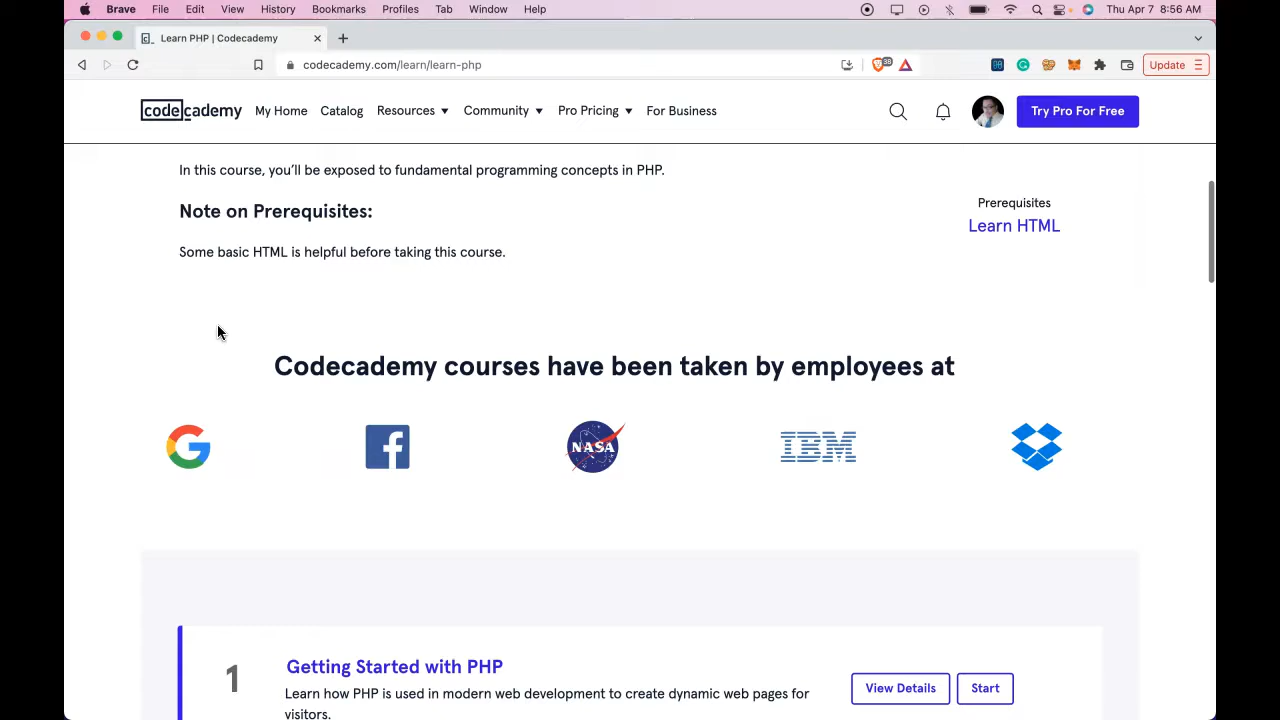 Brave File Edit View History Bookmarks Profiles Tab Window Help Thu Apr 7 8:56 AM
Learn PHP | Codecademy
codecademy.com/learn/learn-php 38 Update
codecademy My Home Catalog Resources Community Pro Pricing For Business Try Pro For Free
In this course, you'll be exposed to fundamental programming concepts in PHP.
Note on Prerequisites:
Some basic HTML is helpful before taking this course.
Prerequisites
Learn HTML
Codecademy courses have been taken by employees at
NASA IBM
1
Getting Started with PHP
Learn how PHP is used in modern web development to create dynamic web pages for
visitors.
View Details Start